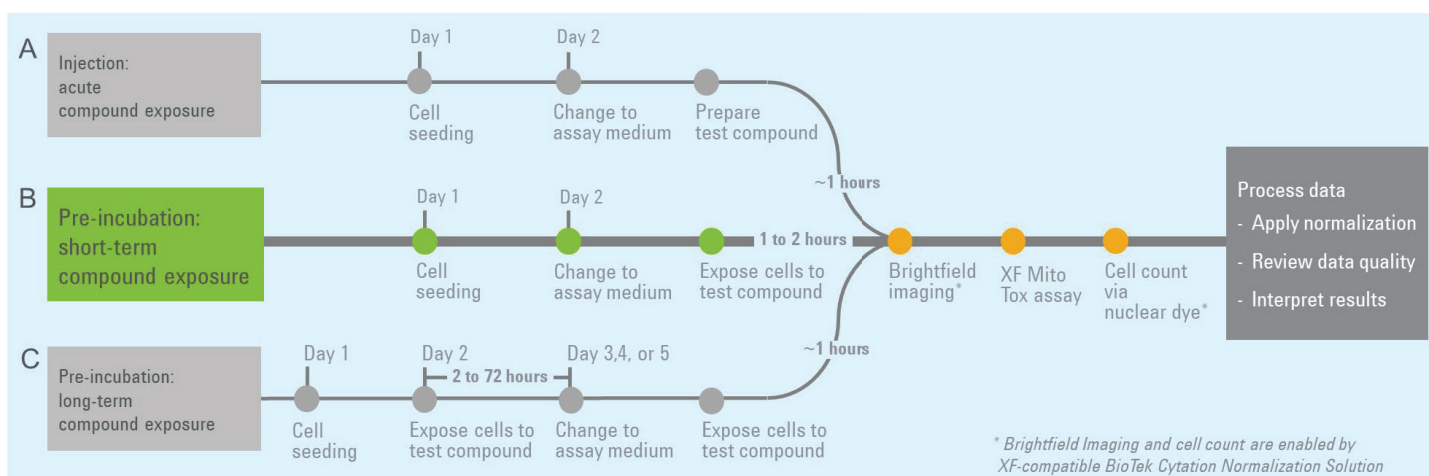 A
Injection:
acute
compound exposure
Day 1
Day 2
Cell
seeding
Change to
assay medium
Prepare
test compound
~1 hours
B
Pre-incubation:
short-term
compound exposure
Day 1
Day 2
Cell
seeding
Change to
assay medium
1 to 2 hours
Expose cells to
test compound
Brightfield
imaging*
XF Mito
Tox assay
Cell count
via
nuclear dye*
Process data
- Apply normalization
- Review data quality
- Interpret results
C
Pre-incubation:
long-term
compound exposure
Day 1
Day 2
2 to 72 hours
Day 3,4, or 5
~1 hours
Cell
seeding
Expose cells to
test compound
Change to
assay medium
Expose cells to
test compound
* Brightfield Imaging and cell count are enabled by
XF-compatible BioTek Cytation Normalization Solution